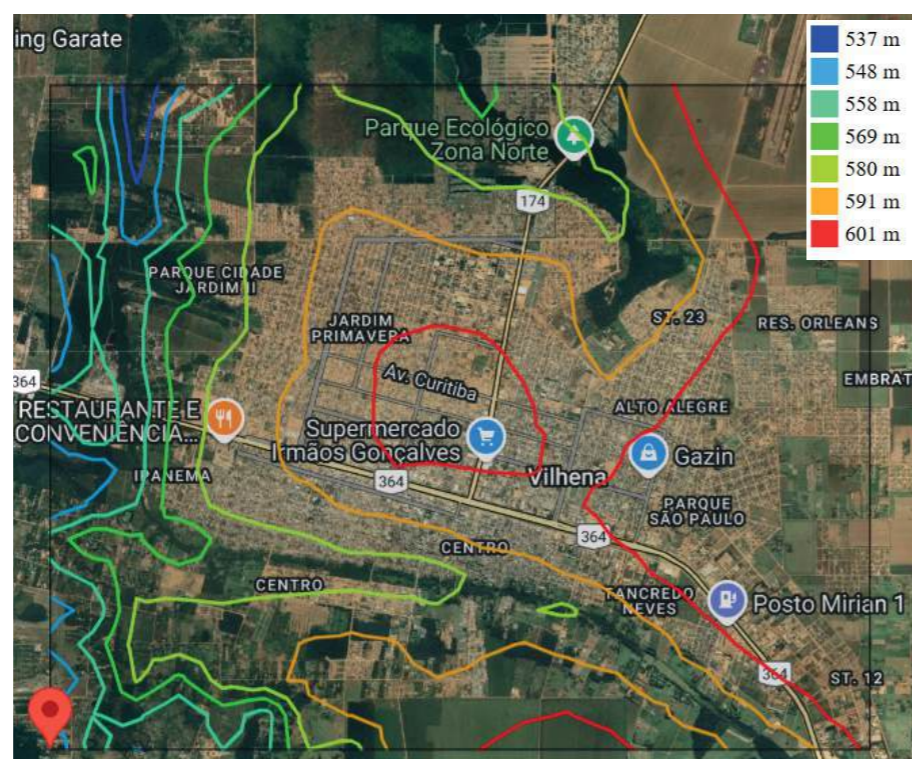 ing Garate
537 m
548 m
558 m
569 m
580 m
591 m
601 m
Parque Ecológico
Zona Norte
174
PARQUE CIDADE
JARDIM II
JARDIM
PRIMAVERA
ST. 23
RES. ORLEANS
364
EMBRAT
Av. Curitiba
RESTAURANTE E
CONVENIÊNCIA...
ALTO ALEGRE
Supermercado
Irmãos Gonçalves
Gazin
IPANEMA
364
Vilhena
PARQUE
SÃO PAULO
364
CENTRO
CENTRO
TANCREDO
NEVES
Posto Mirian 1
364
ST. 12